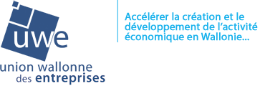 uwe
union wallonne
des entreprises
Accélérer la création et le
développement de l'activité
économique en Wallonie...